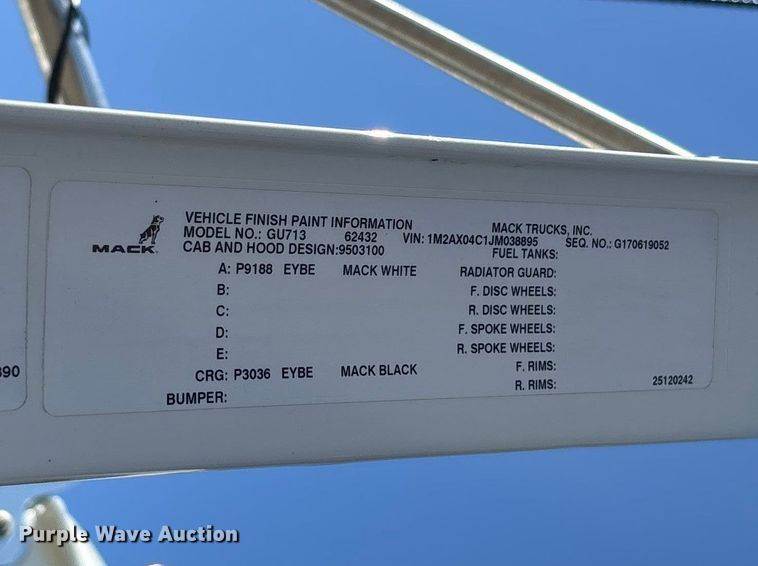 VEHICLE FINISH PAINT INFORMATION MACK TRUCKS, INC.
MODEL NO.: GU713 62432 VIN: 1M2AX04C1JM038895 SEQ. NO.: G170619052
MACK CAB AND HOOD DESIGN:9503100 FUEL TANKS:
A: P9188 EYBE MACK WHITE RADIATOR GUARD:
B: F. DISC WHEELS:
C: R. DISC WHEELS:
D: F. SPOKE WHEELS:
E: R. SPOKE WHEELS:
CRG: P3036 EYBE MACK BLACK F. RIMS:
BUMPER: R. RIMS: 25120242
Purple Wave Auction